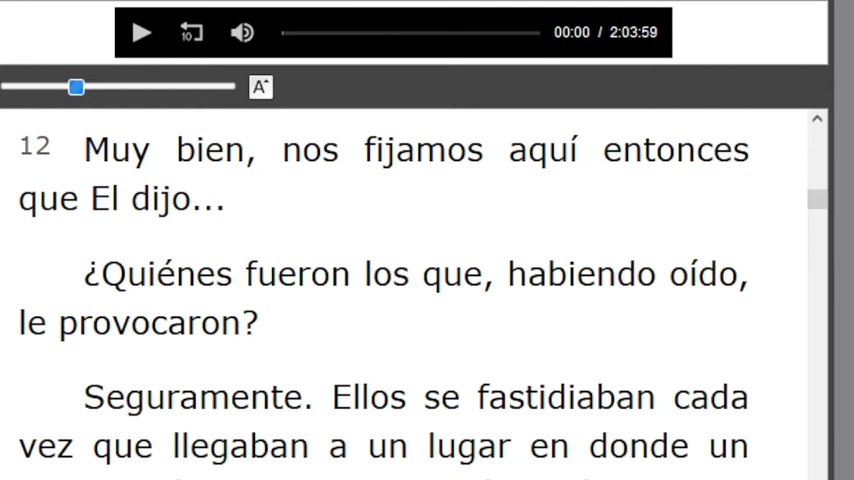 00:00 / 2:03:59
A
12 Muy bien, nos fijamos aquí entonces
que El dijo...
¿Quiénes fueron los que, habiendo oído,
le provocaron?
Seguramente. Ellos se fastidiaban cada
vez que llegaban a un lugar en donde un